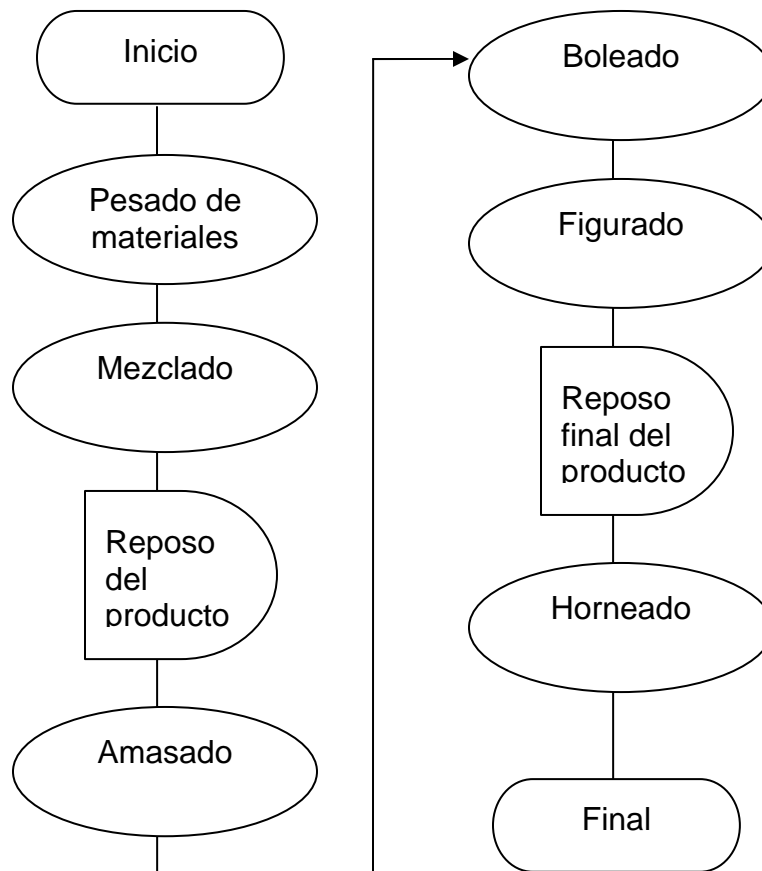 Inicio
Pesado de
materiales
Mezclado
Reposo
del
producto
Amasado
Boleado
Figurado
Reposo
final del
producto
Horneado
Final